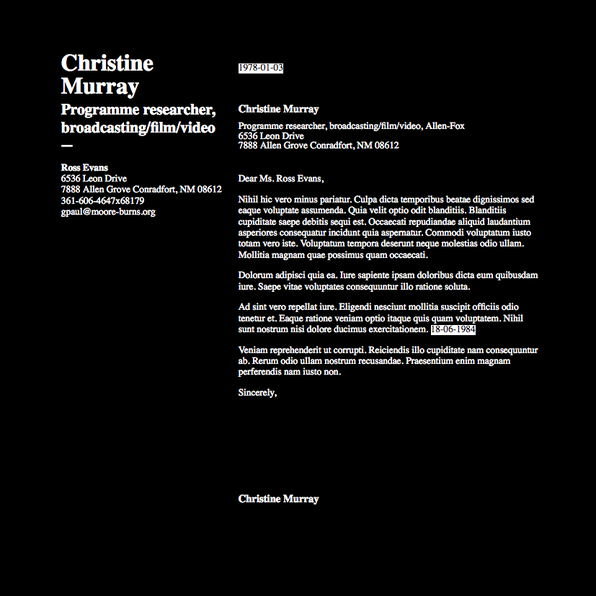 Christine
Murray
Programme researcher,
broadcasting/film/video
—
Ross Evans
6536 Leon Drive
7888 Allen Grove Conradfort, NM 08612
361-606-4647x68179
gpaul@moore-burns.org
1978-01-03
Christine Murray
Programme researcher, broadcasting/film/video, Allen-Fox
6536 Leon Drive
7888 Allen Grove Conradfort, NM 08612
Dear Ms. Ross Evans,
Nihil hic vero minus pariatur. Culpa dicta temporibus beatae dignissimos sed
eaque voluptate assumenda. Quia velit optio odit blanditiis. Blanditiis
cupiditate saepe debitis sequi est. Occaecati repudiandae aliquid laudantium
asperiores consequatur incidunt quia aspernatur. Commodi voluptatum iusto
totam vero iste. Voluptatum tempora deserunt neque molestias odio ullam.
Mollitia magnam quae possimus quam occaecati.
Dolorum adipisci quia ea. Iure sapiente ipsam doloribus dicta eum quibusdam
iure. Saepe vitae voluptates consequuntur illo ratione soluta.
Ad sint vero repellat iure. Eligendi nesciunt mollitia suscipit officiis odio
tenetur et. Eaque ratione veniam optio itaque quis quam voluptatem. Nihil
sunt nostrum nisi dolore ducimus exercitationem. 18-06-1984
Veniam reprehenderit ut corrupti. Reiciendis illo cupiditate nam consequuntur
ab. Rerum odio ullam nostrum recusandae. Praesentium enim magnam
perferendis nam iusto non.
Sincerely,
Christine Murray